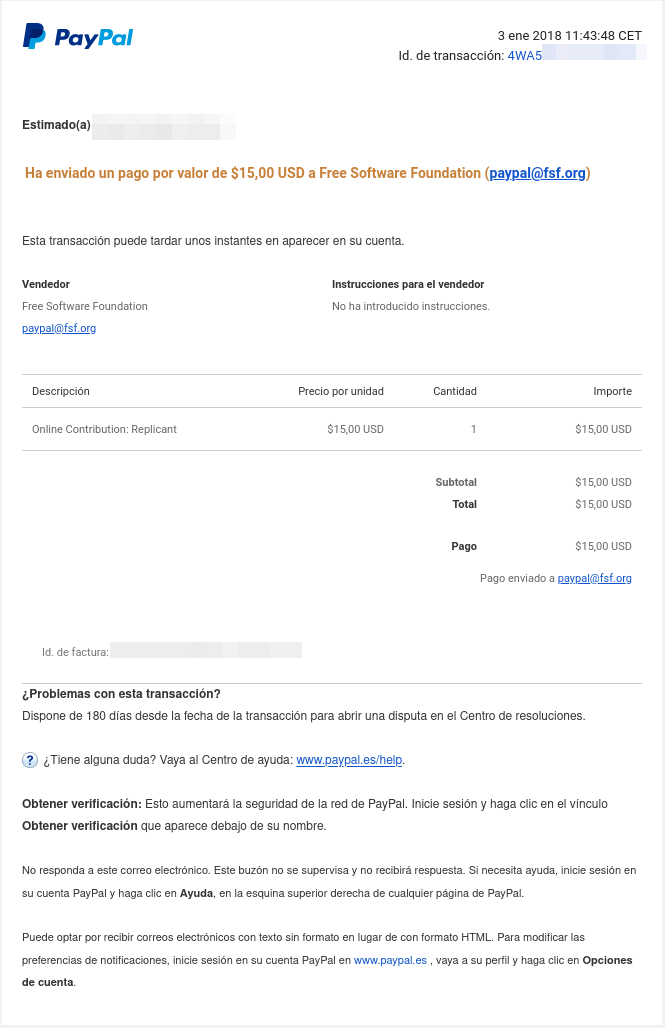 PayPal
3 ene 2018 11:43:48 CET
Id. de transacción: 4WA5
Estimado(a)
Ha enviado un pago por valor de $15,00 USD a Free Software Foundation (paypal@fsf.org)
Esta transacción puede tardar unos instantes en aparecer en su cuenta.
Vendedor Instrucciones para el vendedor
Free Software Foundation No ha introducido instrucciones.
paypal@fsf.org
Descripción Precio por unidad Cantidad Importe
Online Contribution: Replicant $15,00 USD 1 $15,00 USD
Subtotal $15,00 USD
Total $15,00 USD
Pago $15,00 USD
Pago enviado a paypal@fsf.org
Id. de factura:
¿Problemas con esta transacción?
Dispone de 180 días desde la fecha de la transacción para abrir una disputa en el Centro de resoluciones.
? ¿Tiene alguna duda? Vaya al Centro de ayuda: www.paypal.es/help.
Obtener verificación: Esto aumentará la seguridad de la red de PayPal. Inicie sesión y haga clic en el vínculo
Obtener verificación que aparece debajo de su nombre.
No responda a este correo electrónico. Este buzón no se supervisa y no recibirá respuesta. Si necesita ayuda, inicie sesión en
su cuenta PayPal y haga clic en Ayuda, en la esquina superior derecha de cualquier página de PayPal.
Puede optar por recibir correos electrónicos con texto sin formato en lugar de con formato HTML. Para modificar las
preferencias de notificaciones, inicie sesión en su cuenta PayPal en www.paypal.es , vaya a su perfil y haga clic en Opciones
de cuenta.